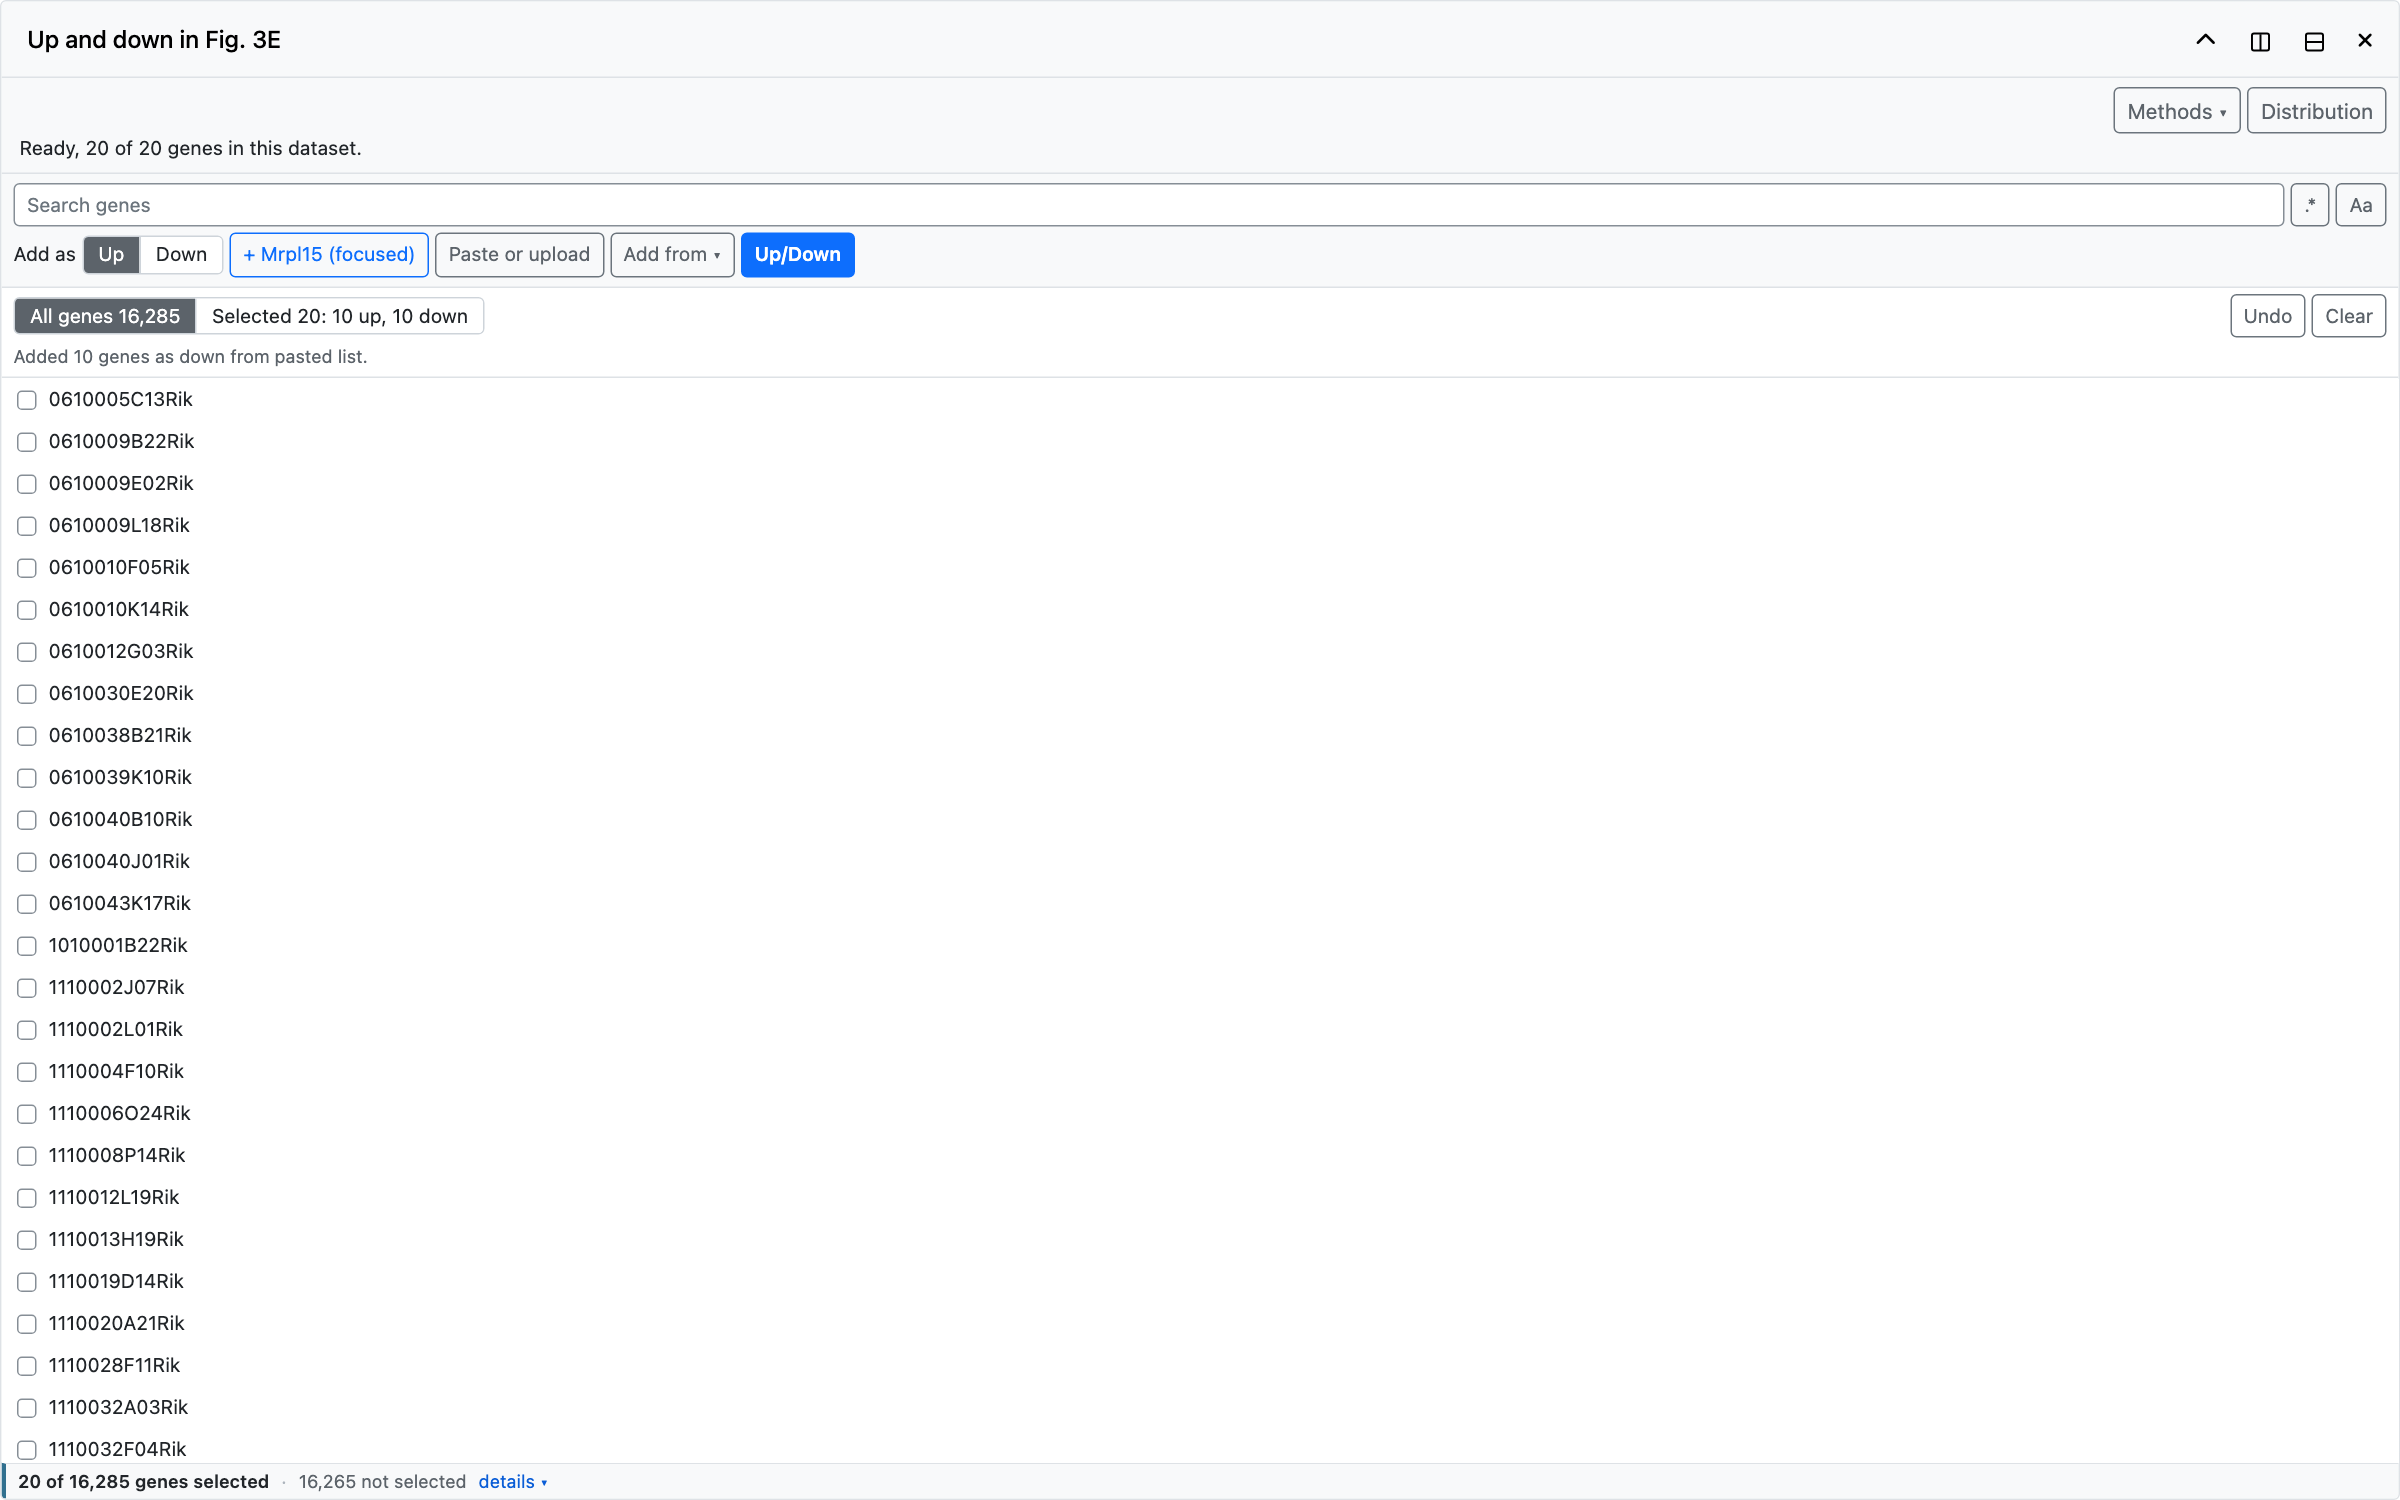 Up and down in Fig. 3E
Methods ▾ Distribution
Ready, 20 of 20 genes in this dataset.
Search genes .* Aa
Add as Up Down + Mrpl15 (focused) Paste or upload Add from ▾ Up/Down
All genes 16,285 Selected 20: 10 up, 10 down Undo Clear
Added 10 genes as down from pasted list.
0610005C13Rik
0610009B22Rik
0610009E02Rik
0610009L18Rik
0610010F05Rik
0610010K14Rik
0610012G03Rik
0610030E20Rik
0610038B21Rik
0610039K10Rik
0610040B10Rik
0610040J01Rik
0610043K17Rik
1010001B22Rik
1110002J07Rik
1110002L01Rik
1110004F10Rik
1110006O24Rik
1110008P14Rik
1110012L19Rik
1110013H19Rik
1110019D14Rik
1110020A21Rik
1110028F11Rik
1110032A03Rik
1110032F04Rik
20 of 16,285 genes selected · 16,265 not selected details ▾